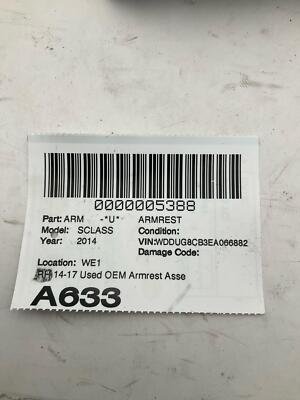 0000005388
Part: ARM -*U* ARMREST
Model: SCLASS Condition:
Year: 2014 VIN:WDDUG8CB3EA066882
Damage Code:
Location: WE1
14-17 Used OEM Armrest Asse
A633